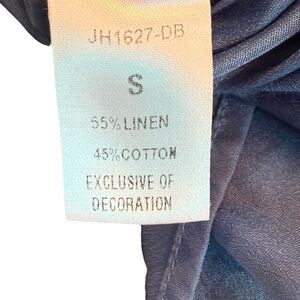 JH1627-DB
S
55% LINEN
45% COTTON
EXCLUSIVE OF
DECORATION